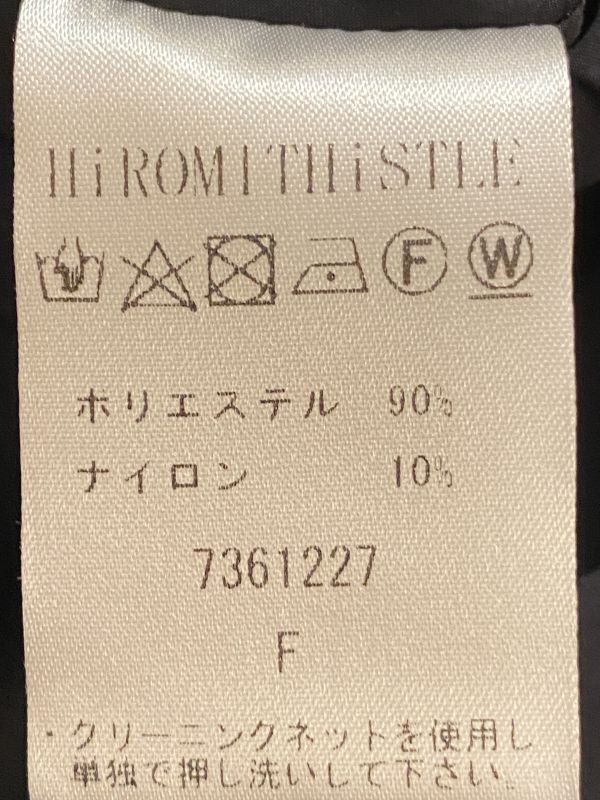 HiROMITHiSTLE
F W
ポリエステル 90%
ナイロン 10%
7361227
F
・クリーニングネットを使用し
単独で押し洗いして下さい。